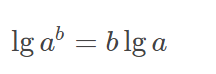 lg a^b = b lg a